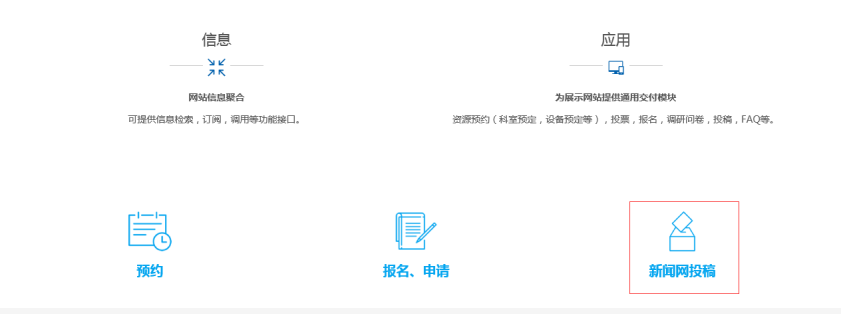 信息
应用
网站信息聚合
为展示网站提供通用交付模块
可提供信息检索，订阅，调用等功能接口。
资源预约（科室预定，设备预定等），投票，报名，调研问卷，投稿，FAQ等。
预约
报名、申请
新闻网投稿